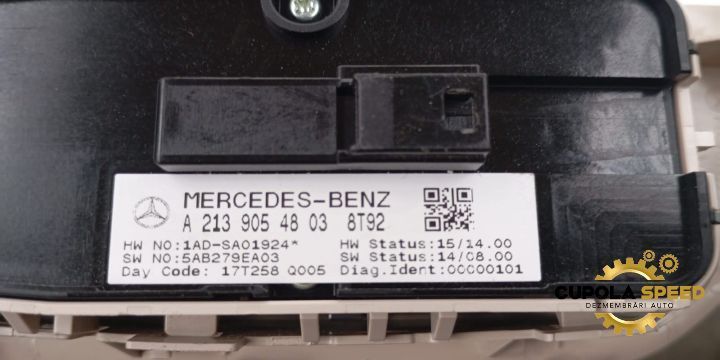 MERCEDES-BENZ
A 213 905 48 03 8T92
HW NO:1AD-SA01924* HW Status:15/14.00
SW NO:5AB279EA03 SW Status:14/08.00
Day Code: 17T258 Q005 Diag.Ident:00000101
CUPOLA SPEED
DEZMEMBRĂRI AUTO